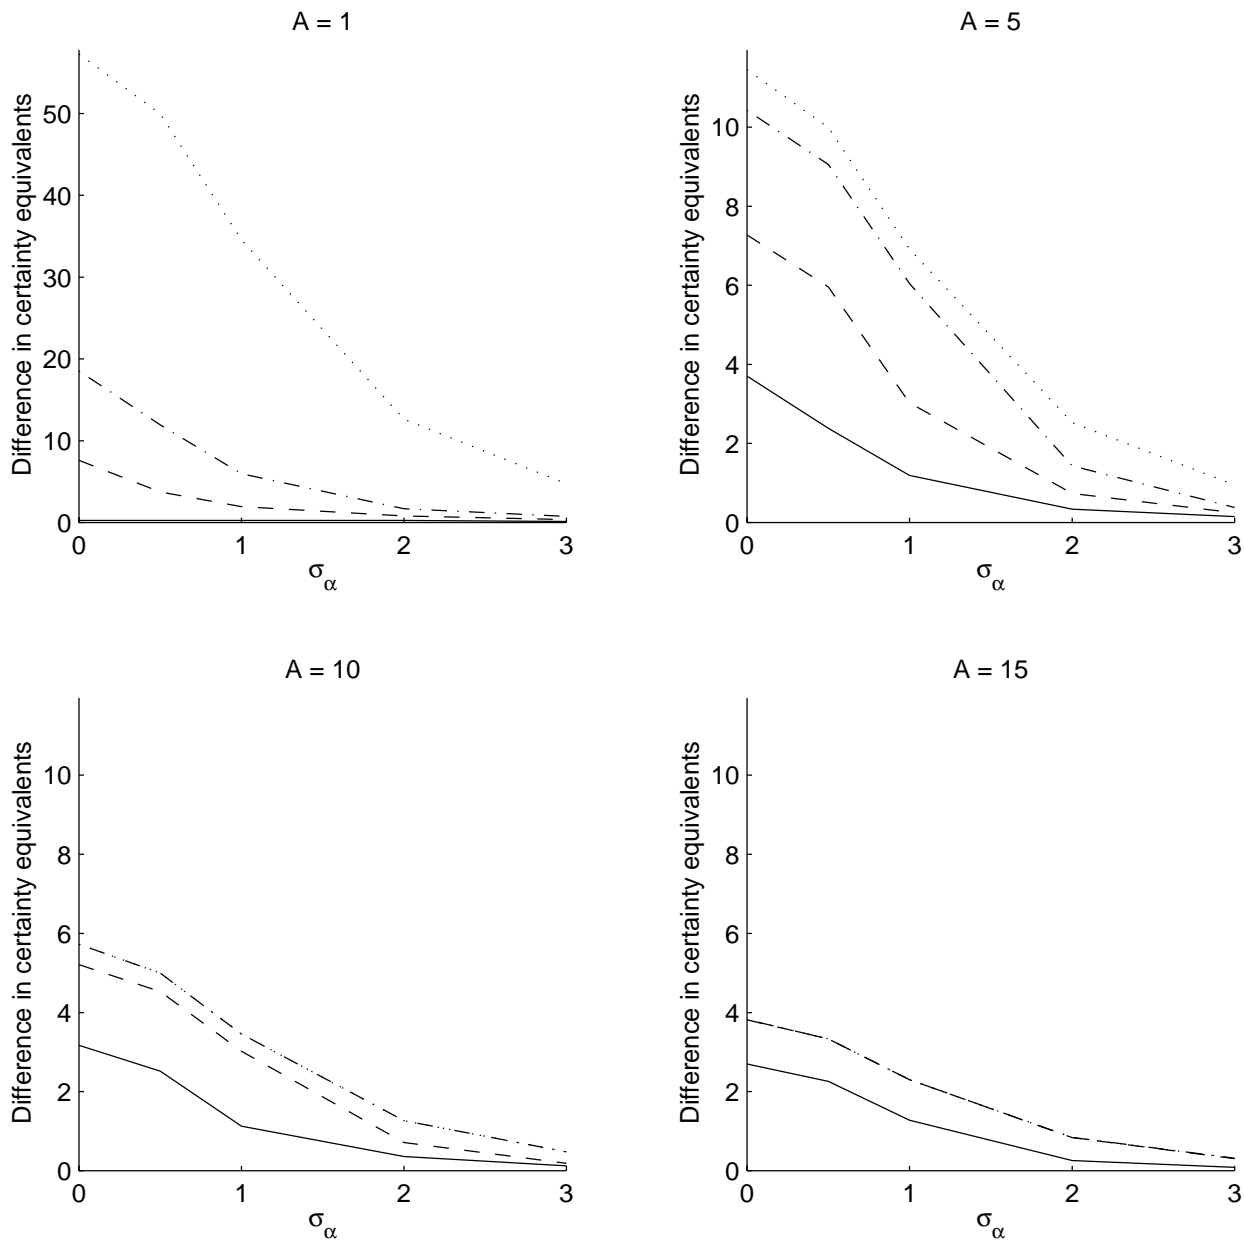 A = 1
Difference in certainty equivalents
50
40
30
20
10
0
0 1 2 3
σα
A = 5
Difference in certainty equivalents
10
8
6
4
2
0
0 1 2 3
σα
A = 10
Difference in certainty equivalents
10
8
6
4
2
0
0 1 2 3
σα
A = 15
Difference in certainty equivalents
10
8
6
4
2
0
0 1 2 3
σα